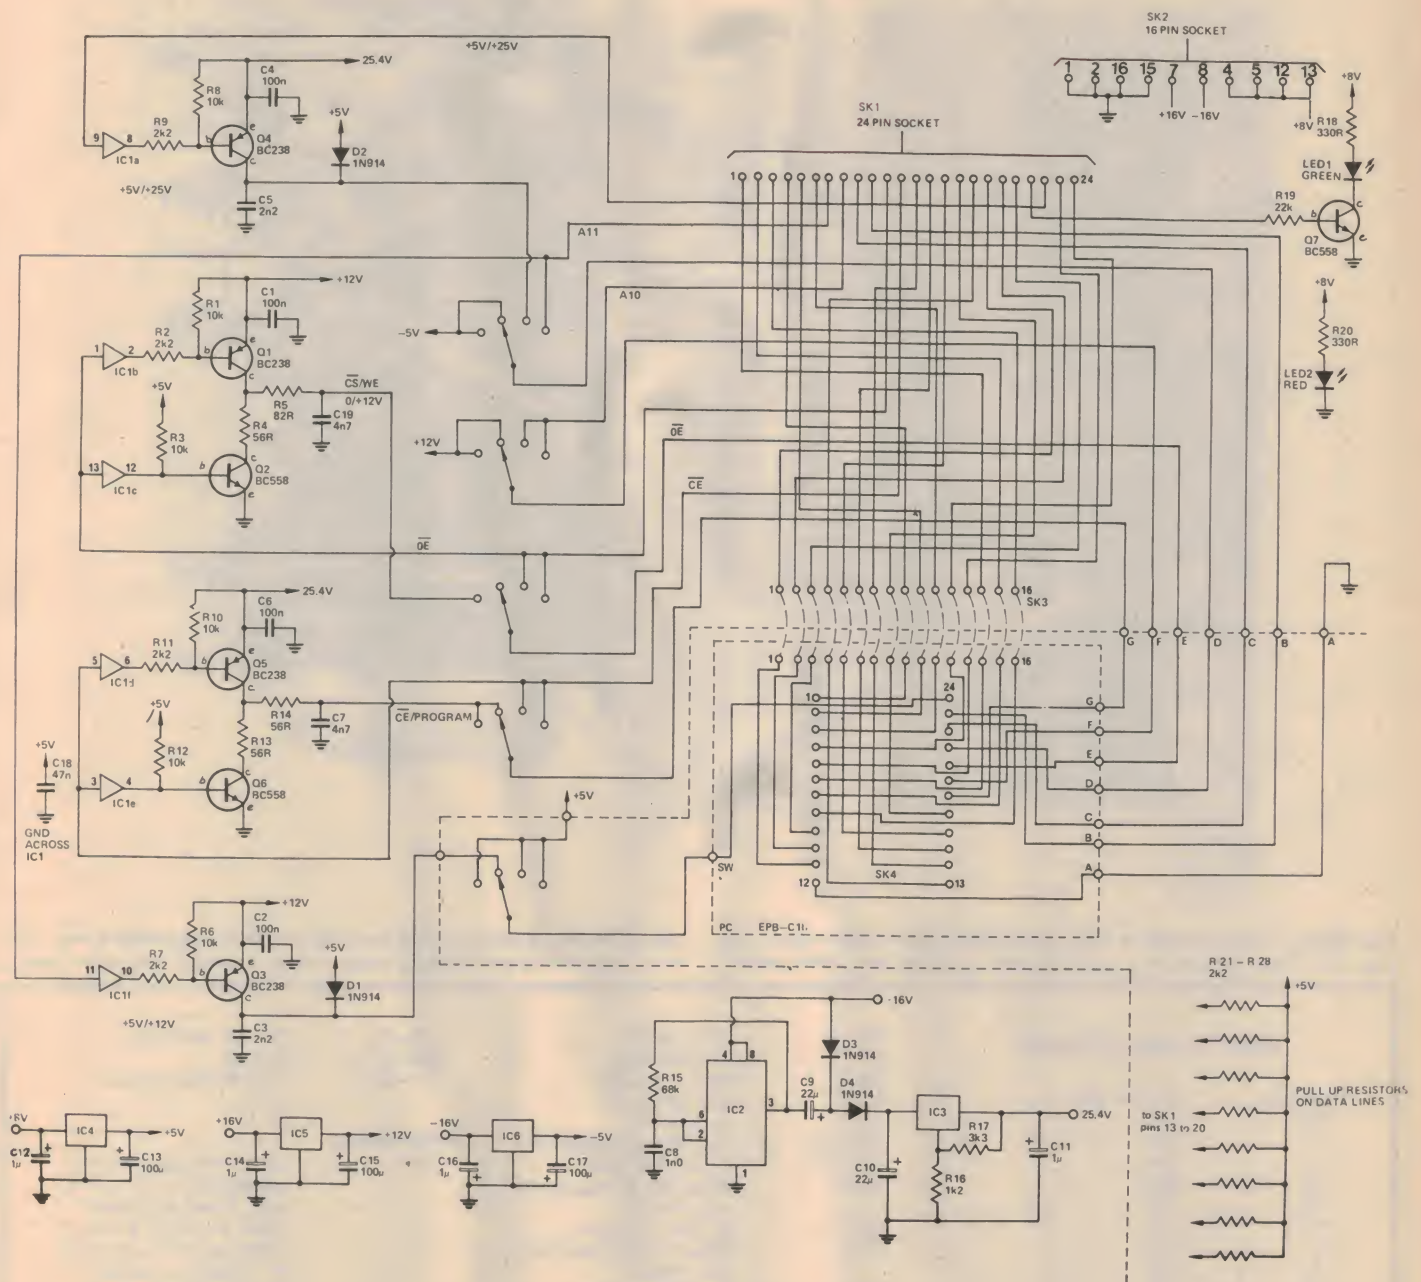 +5V/+25V
SK2
16 PIN SOCKET
1 2 16 15 7 8 4 5 12 13
+16V -16V
+8V
+8V
R18
330R
LED1
GREEN
R19
22k
b
c
e
Q7
BC558
+8V
R20
330R
LED2
RED
25.4V
R8
10k
C4
100n
R9
2k2
9
8
IC1a
b
e
c
Q4
BC238
+5V
D2
1N914
+5V/+25V
C5
2n2
SK1
24 PIN SOCKET
1
24
A11
A10
+12V
R1
10k
C1
100n
R2
2k2
1
2
IC1b
b
e
c
Q1
BC238
+5V
R5
82R
CS/WE
0/+12V
C19
4n7
R4
56R
R3
10k
13
12
IC1c
b
c
e
Q2
BC558
-5V
+12V
OE
CE
OE
25.4V
R10
10k
C6
100n
R11
2k2
5
6
IC1d
b
e
c
Q5
BC238
+5V
R14
56R
C7
4n7
CE/PROGRAM
R13
56R
R12
10k
3
4
IC1e
b
c
e
Q6
BC558
+5V
C18
47n
GND
ACROSS
IC1
1
16
SK3
1
16
G F E D C B A
1
24
12
13
SK4
G
F
E
D
C
B
A
SW
+5V
PC EPB-C11.
+12V
R6
10k
C2
100n
R7
2k2
11
10
IC1f
b
e
c
Q3
BC238
+5V
D1
1N914
+5V/+12V
C3
2n2
-16V
R15
68k
4
8
6
2
3
1
IC2
C8
1n0
C9
22µ
+
D3
1N914
D4
1N914
C10
22µ
+
IC3
R17
3k3
R16
1k2
C11
1µ
+
25.4V
R 21 – R 28
2k2
+5V
PULL UP RESISTORS
ON DATA LINES
to SK1
pins 13 to 20
+8V
IC4
+5V
C12
1µ
+
C13
100µ
+
+16V
IC5
+12V
C14
1µ
+
C15
100µ
+
-16V
IC6
-5V
C16
1µ
+
C17
100µ
+